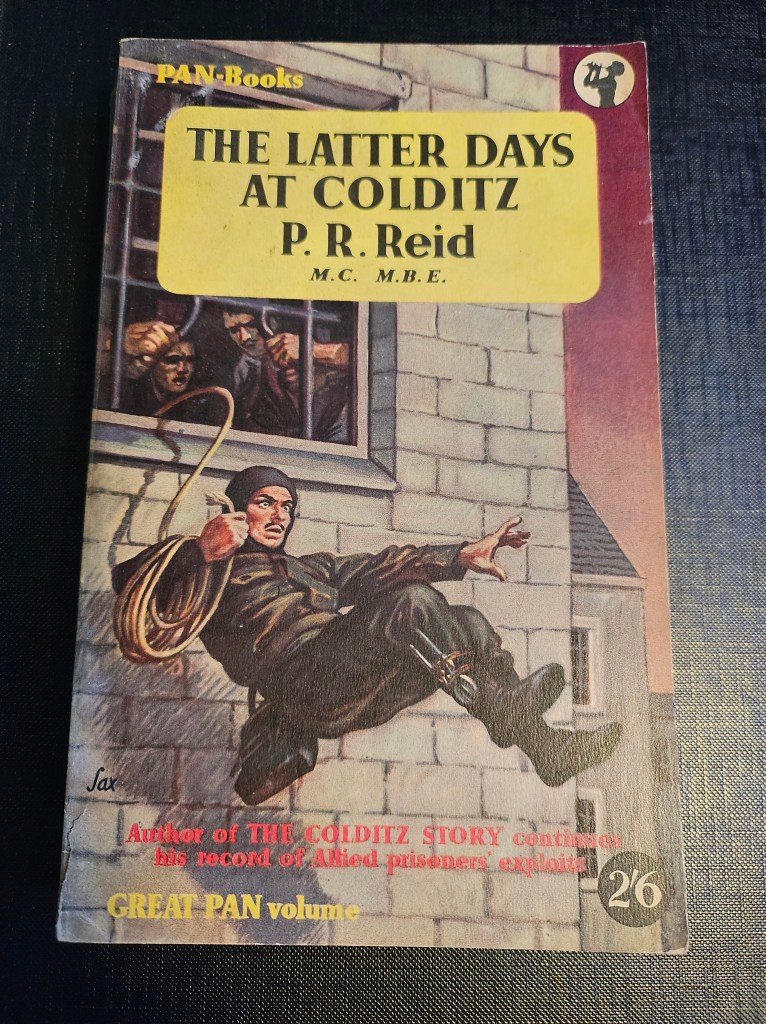 PAN-Books
THE LATTER DAYS
AT COLDITZ
P. R. Reid
M.C. M.B.E.
Sax
Author of THE COLDITZ STORY continues
his record of Allied prisoners' exploits
GREAT PAN volume
2/6